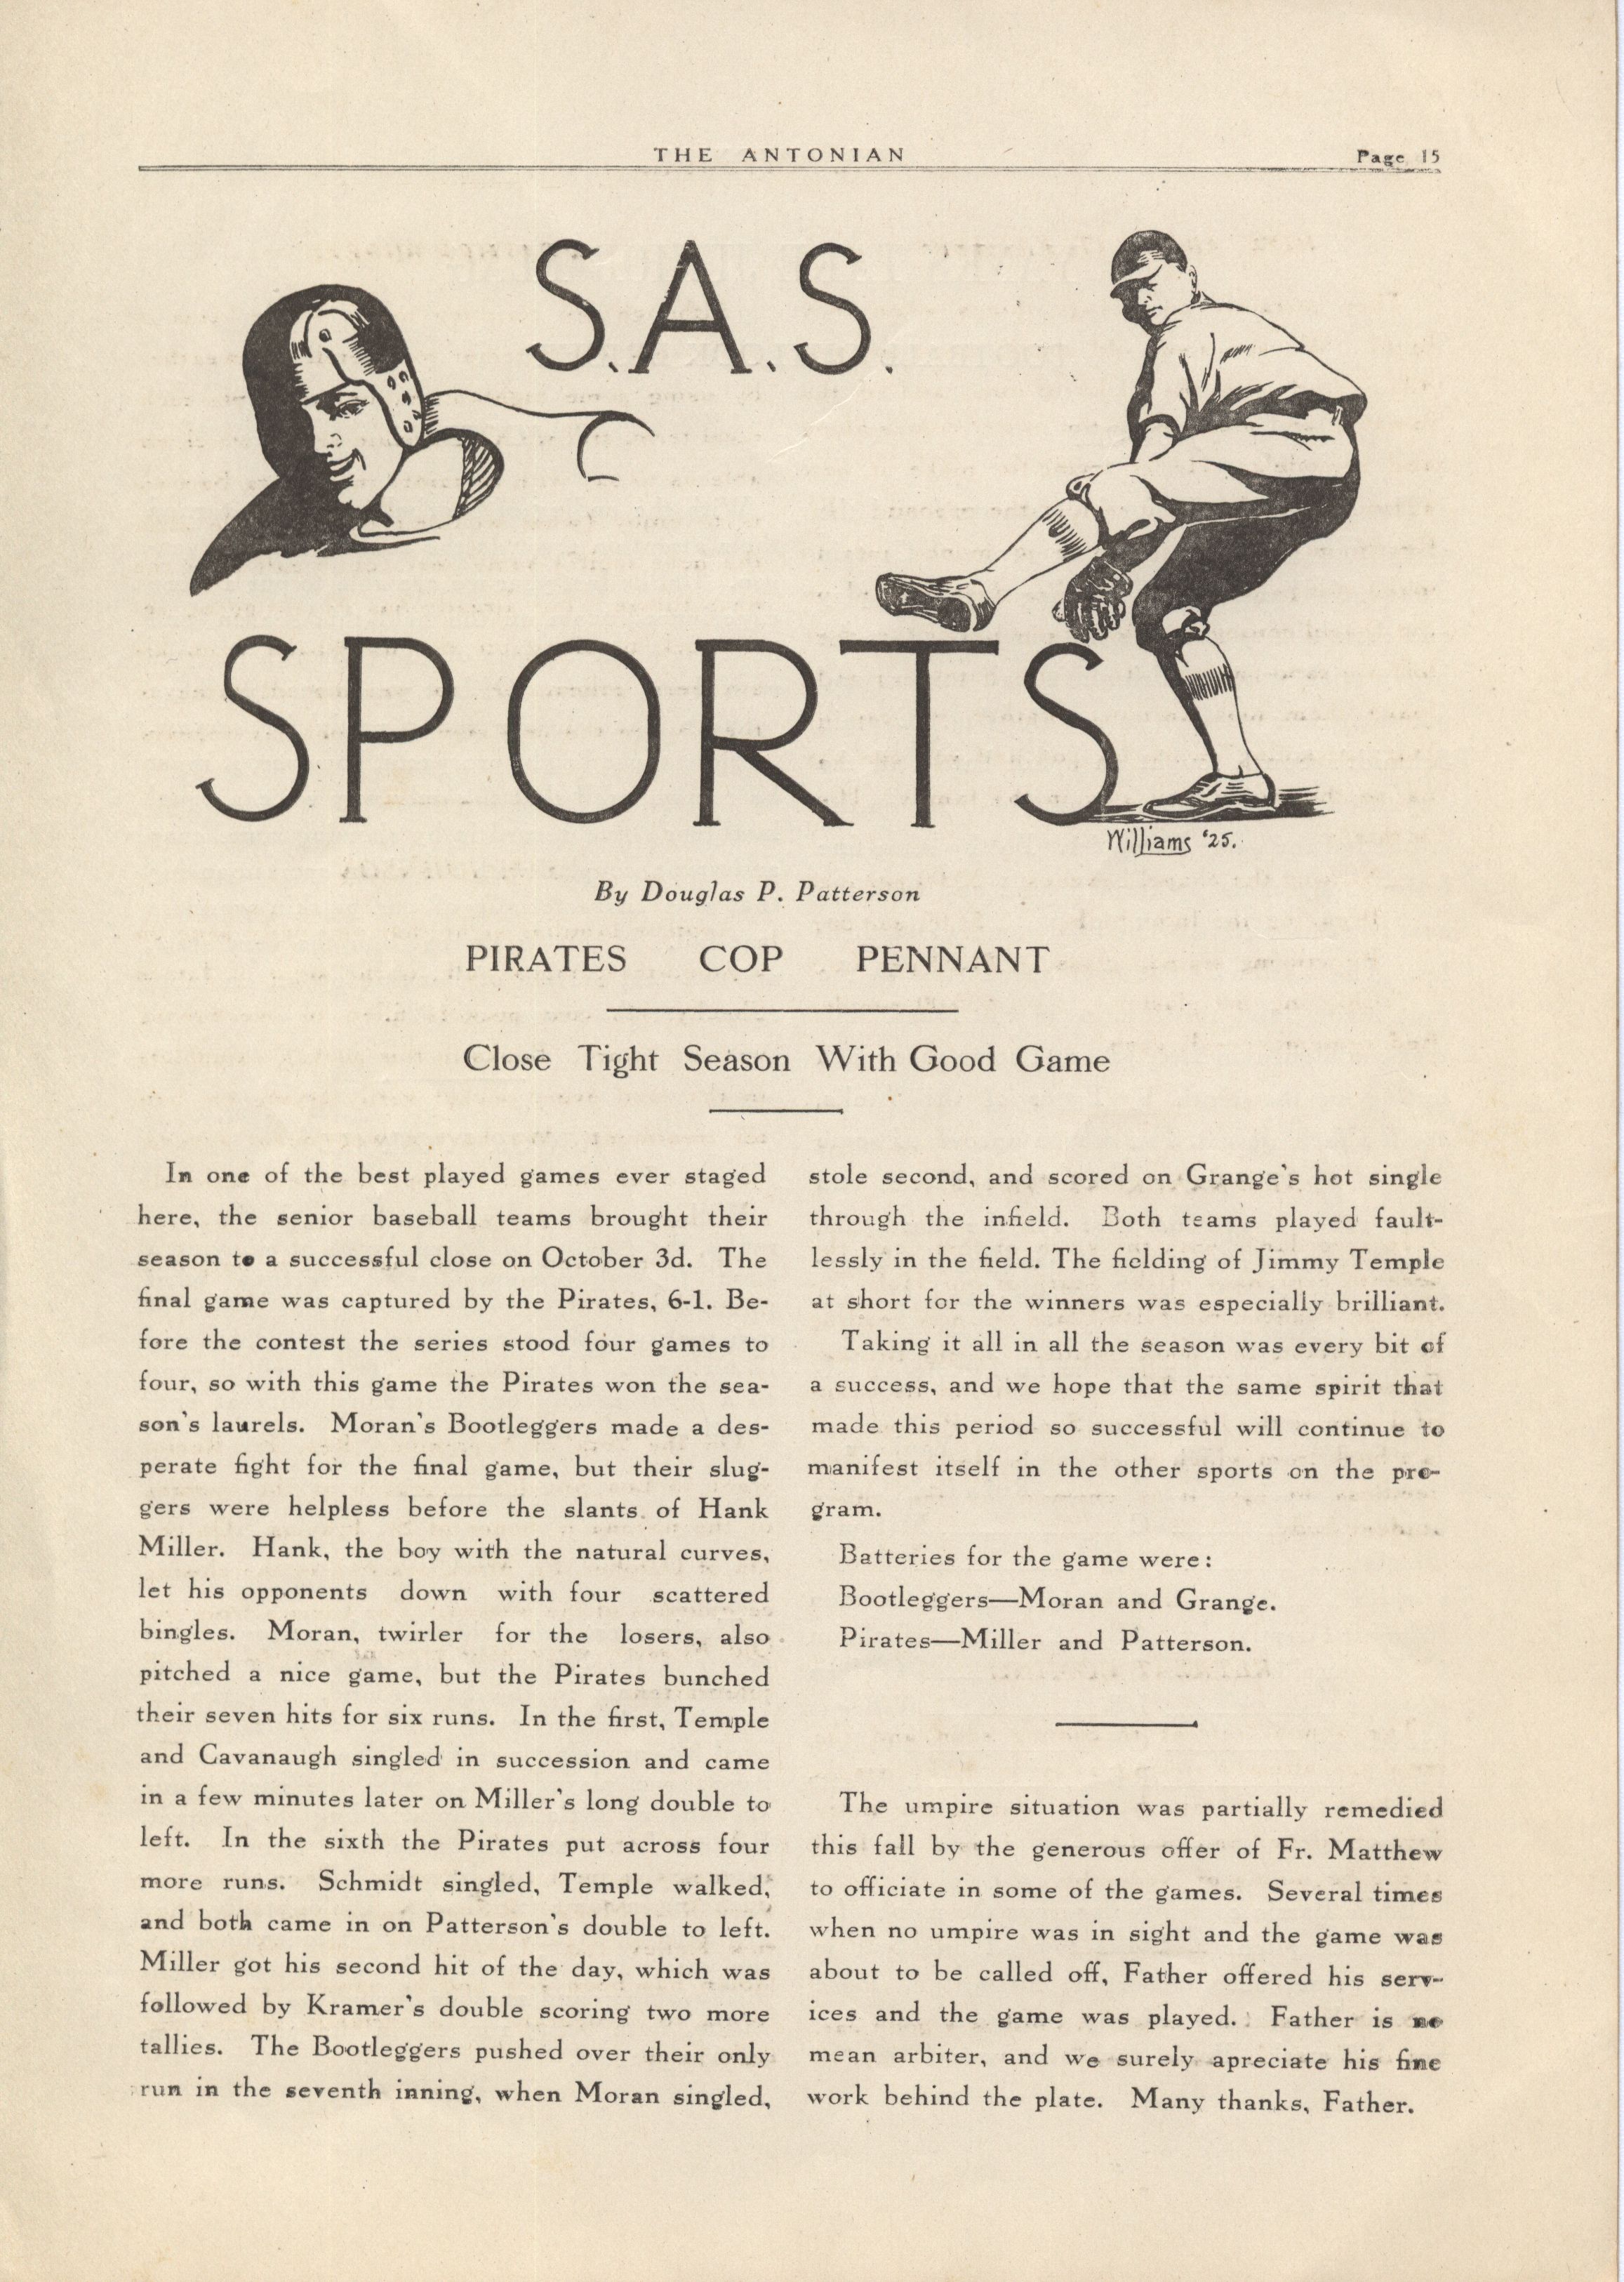 THE ANTONIAN
Page 15
S.A.S.
SPORTS
Williams '25.
By Douglas P. Patterson
PIRATES COP PENNANT
Close Tight Season With Good Game
In one of the best played games ever staged
here, the senior baseball teams brought their
season to a successful close on October 3d. The
final game was captured by the Pirates, 6-1. Be-
fore the contest the series stood four games to
four, so with this game the Pirates won the sea-
son's laurels. Moran's Bootleggers made a des-
perate fight for the final game, but their slug-
gers were helpless before the slants of Hank
Miller. Hank, the boy with the natural curves,
let his opponents down with four scattered
bingles. Moran, twirler for the losers, also
pitched a nice game, but the Pirates bunched
their seven hits for six runs. In the first, Temple
and Cavanaugh singled in succession and came
in a few minutes later on Miller's long double to
left. In the sixth the Pirates put across four
more runs. Schmidt singled, Temple walked,
and both came in on Patterson's double to left.
Miller got his second hit of the day, which was
followed by Kramer's double scoring two more
tallies. The Bootleggers pushed over their only
run in the seventh inning, when Moran singled,
stole second, and scored on Grange's hot single
through the infield. Both teams played fault-
lessly in the field. The fielding of Jimmy Temple
at short for the winners was especially brilliant.
Taking it all in all the season was every bit of
a success, and we hope that the same spirit that
made this period so successful will continue to
manifest itself in the other sports on the pro-
gram.
Batteries for the game were:
Bootleggers—Moran and Grange.
Pirates—Miller and Patterson.
The umpire situation was partially remedied
this fall by the generous offer of Fr. Matthew
to officiate in some of the games. Several times
when no umpire was in sight and the game was
about to be called off, Father offered his serv-
ices and the game was played. Father is no
mean arbiter, and we surely apreciate his fine
work behind the plate. Many thanks, Father.